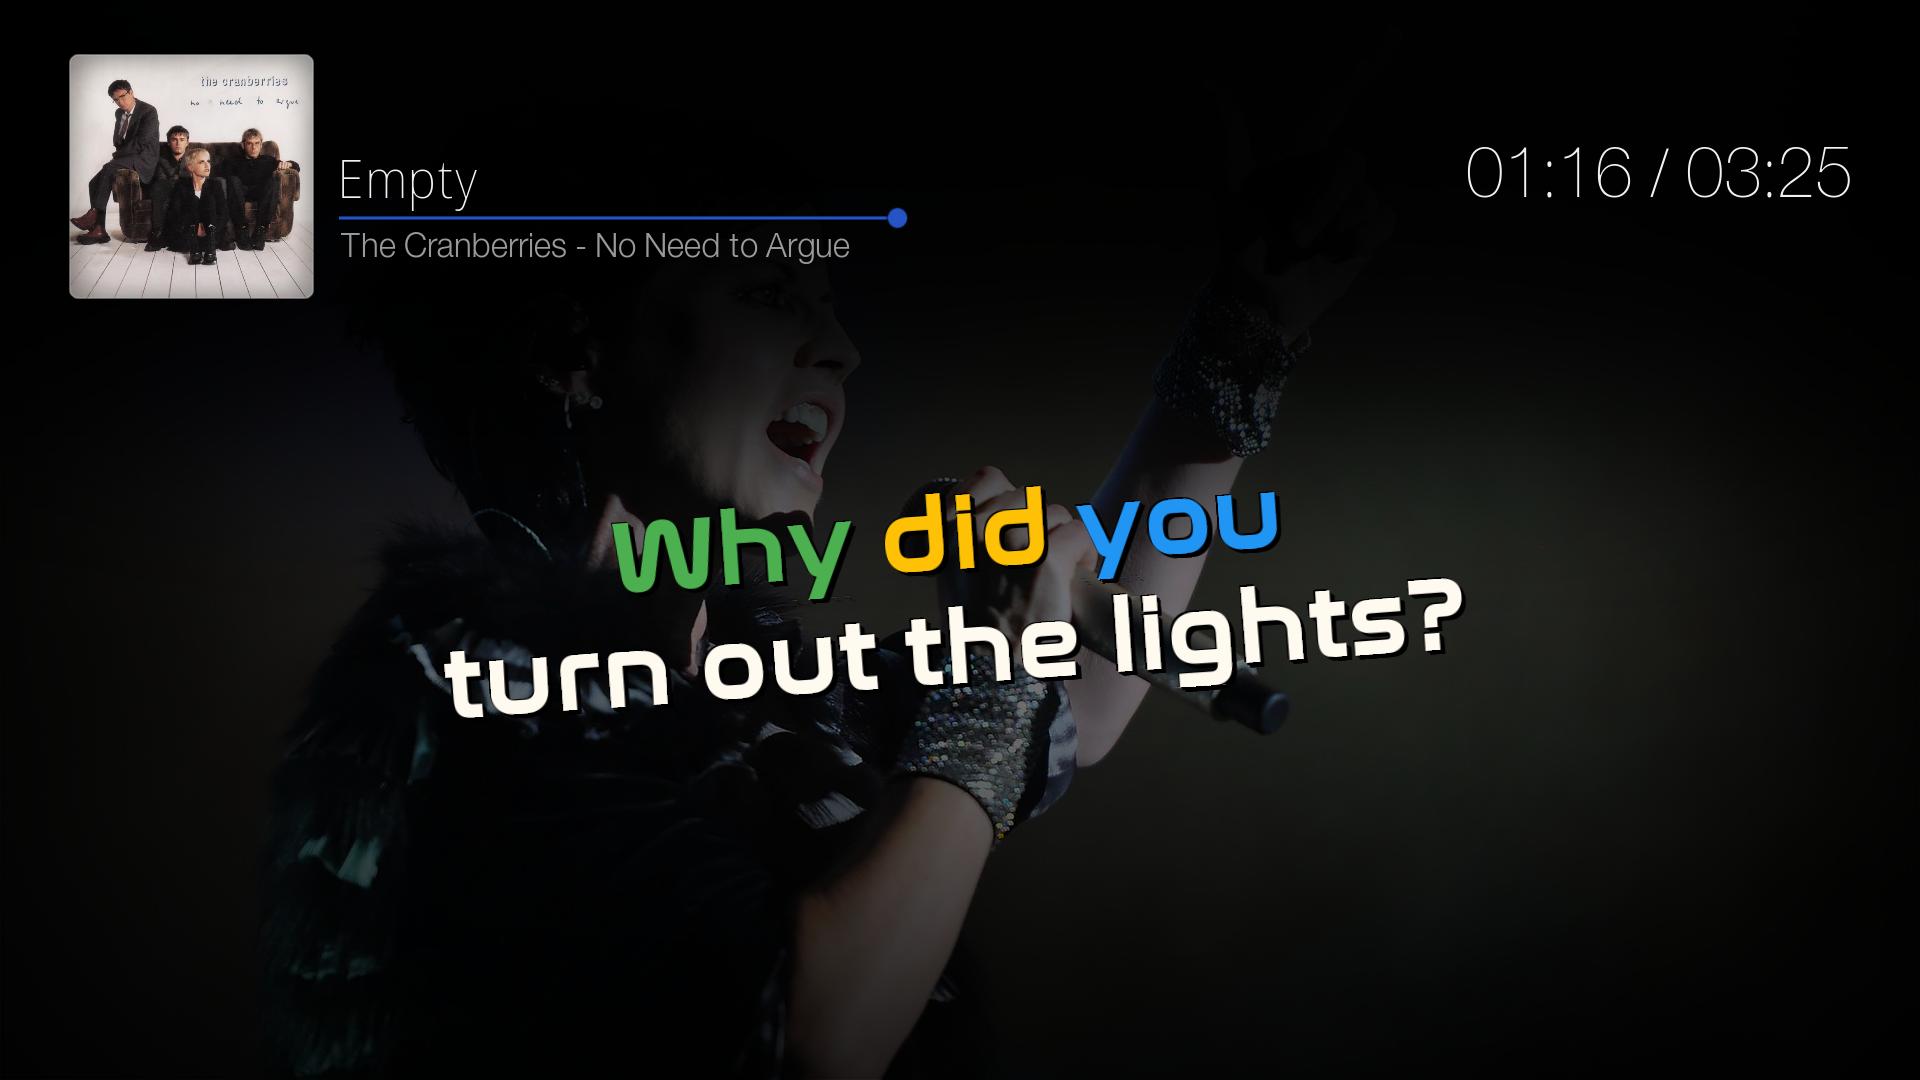 the cranberries
no need to argue
Empty
The Cranberries - No Need to Argue
01:16 / 03:25
Why did you
turn out the lights?